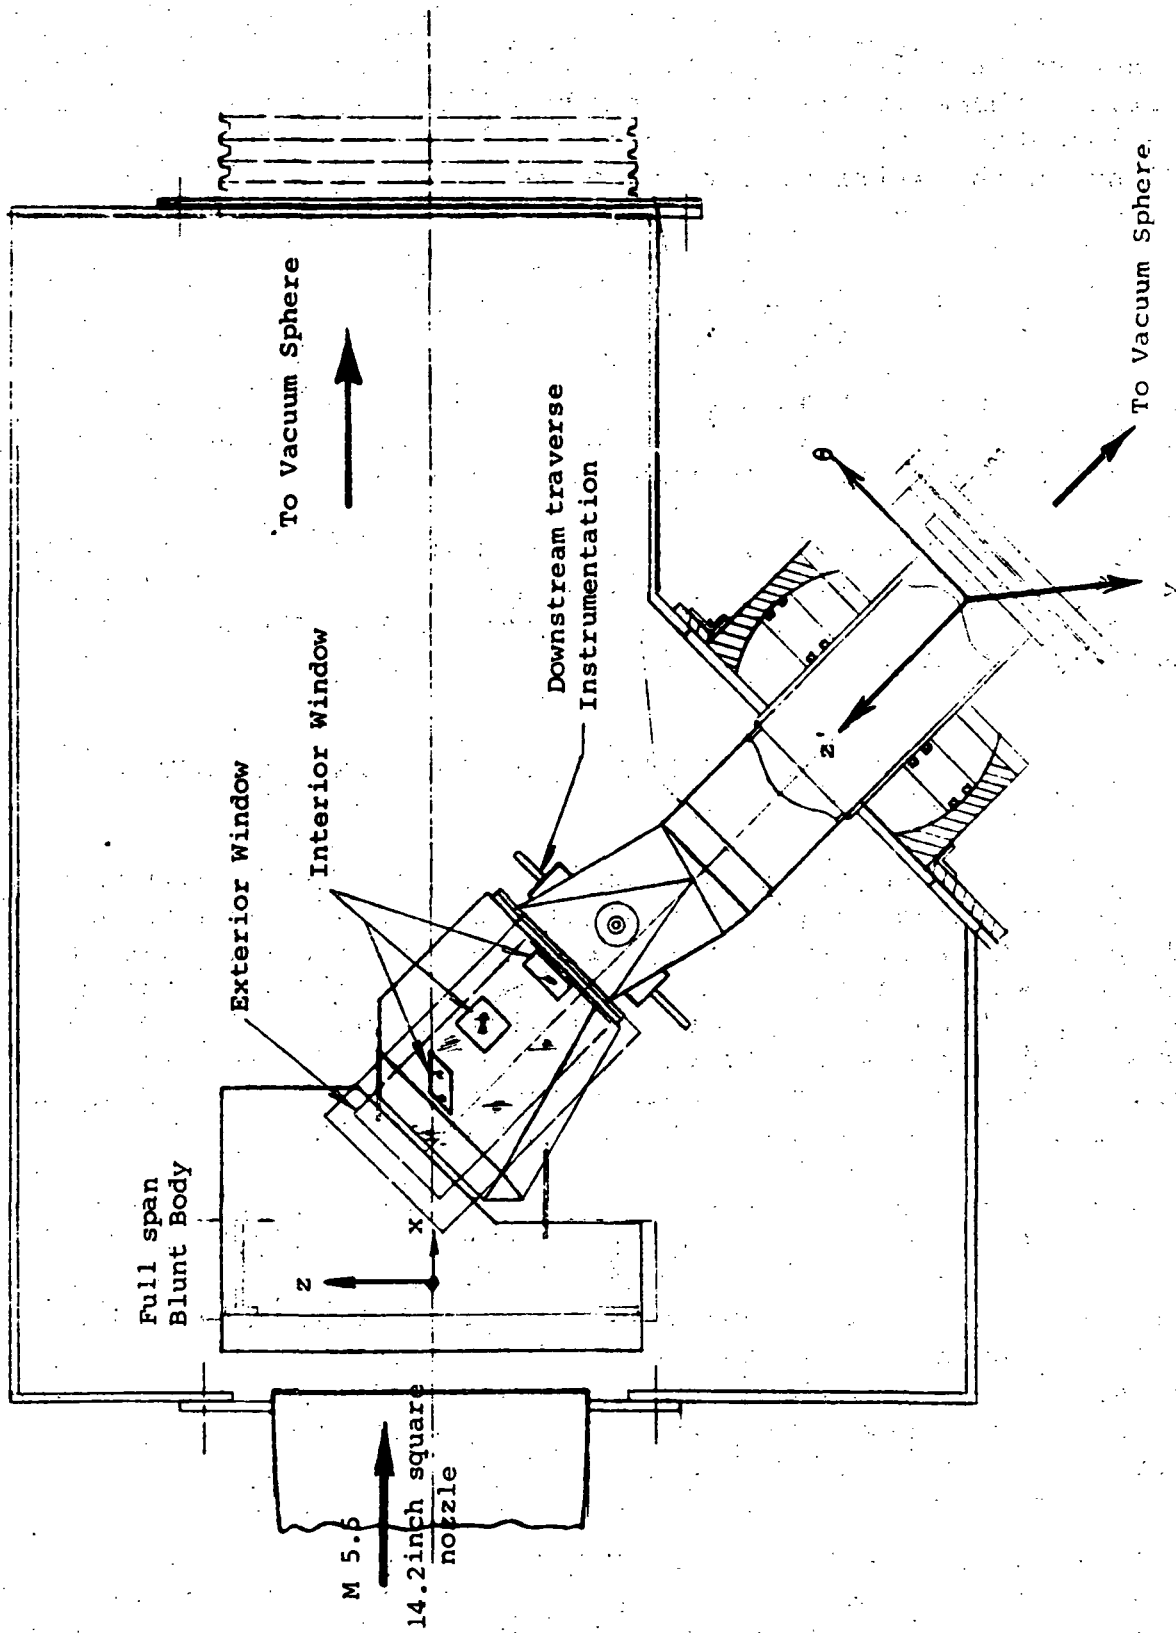 To Vacuum Sphere
To Vacuum Sphere
Downstream traverse
Instrumentation
θ
z'
y
Interior Window
Exterior Window
Full span
Blunt Body
z
x
M 5.6
14.2inch square
nozzle